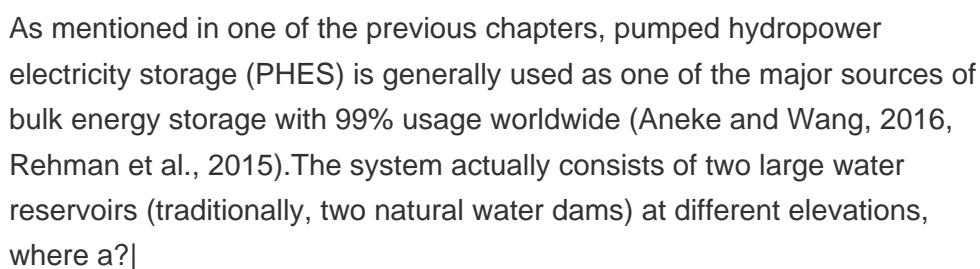 As mentioned in one of the previous chapters, pumped hydropower
electricity storage (PHES) is generally used as one of the major sources of
bulk energy storage with 99% usage worldwide (Aneke and Wang, 2016,
Rehman et al., 2015).The system actually consists of two large water
reservoirs (traditionally, two natural water dams) at different elevations,
where a?|